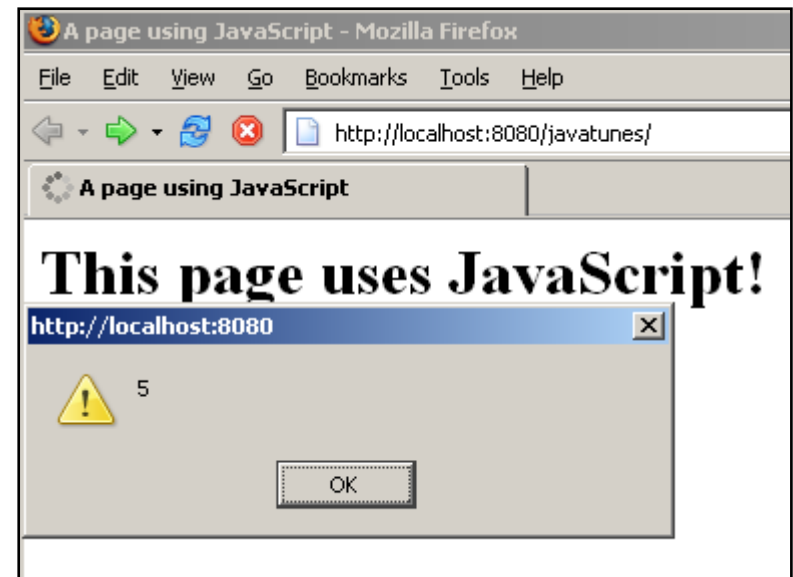 A page using JavaScript - Mozilla Firefox
File Edit View Go Bookmarks Tools Help
http://localhost:8080/javatunes/
A page using JavaScript
This page uses JavaScript!
http://localhost:8080
5
OK